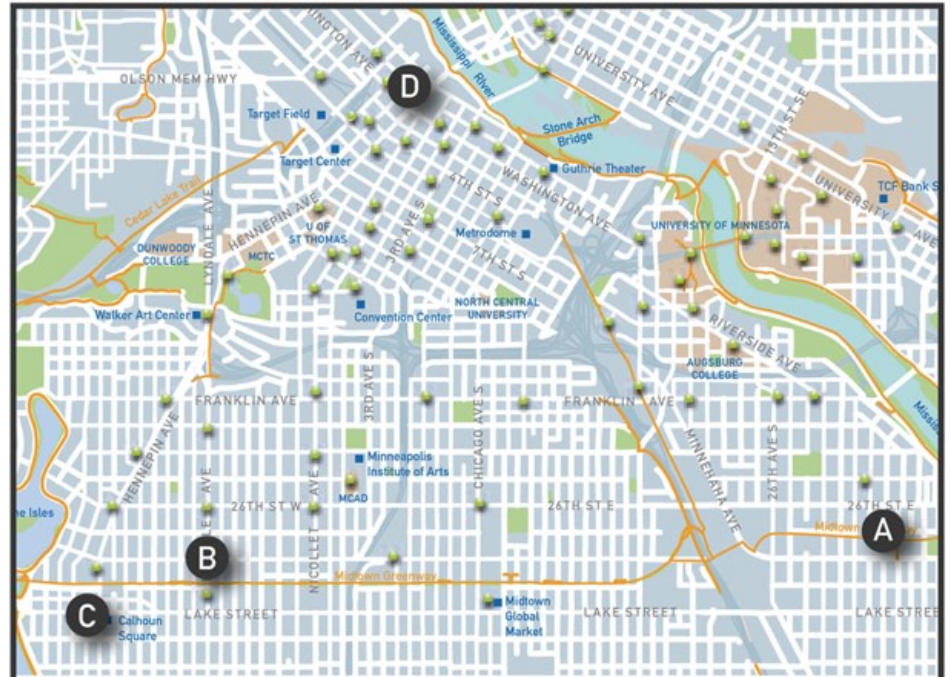 NGTON AVE
D
Mississippi River
UNIVERSITY AVE
OLSON MEM HWY
Target Field
Stone Arch
Bridge
15TH ST SE
Target Center
Guthrie Theater
WASHINGTON AVE
4TH ST S
UNIVERSITY AVE
TCF Bank S
Cedar Lake Trail
LYNDALE AVE
HENNEPIN AVE
U OF
ST THOMAS
3RD AVE S
Metrodome
7TH ST S
UNIVERSITY OF MINNESOTA
DUNWOODY
COLLEGE
MCTC
Walker Art Center
Convention Center
NORTH CENTRAL
UNIVERSITY
RIVERSIDE AVE
AUGSBURG
COLLEGE
3RD AVE S
FRANKLIN AVE
CHICAGO AVE S
FRANKLIN AVE
Missis
HENNEPIN AVE
Minneapolis
Institute of Arts
MINNEHAHA AVE
26TH AVE S
MCAD
he Isles
LE AVE
26TH ST W
NICOLLET AVE
26TH ST E
26TH ST E
A
Midtown
B
Midtown Greenway
C
Calhoun
Square
LAKE STREET
Midtown
Global
Market
LAKE STREET
LAKE STREE